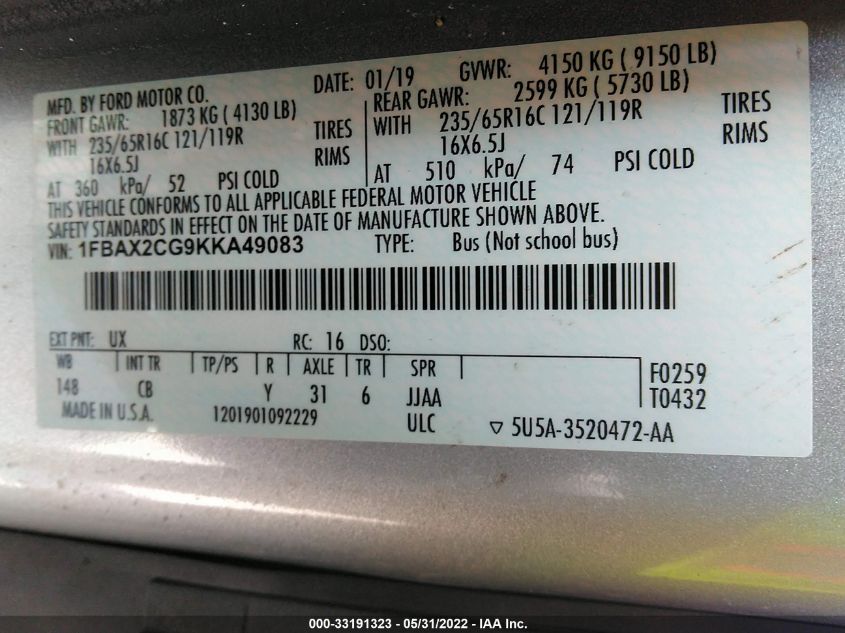 MFD. BY FORD MOTOR CO. DATE: 01/19 GVWR: 4150 KG ( 9150 LB)
FRONT GAWR: 1873 KG ( 4130 LB) REAR GAWR: 2599 KG ( 5730 LB)
WITH 235/65R16C 121/119R TIRES WITH 235/65R16C 121/119R TIRES
16X6.5J RIMS 16X6.5J RIMS
AT 360 kPa/ 52 PSI COLD AT 510 kPa/ 74 PSI COLD
THIS VEHICLE CONFORMS TO ALL APPLICABLE FEDERAL MOTOR VEHICLE
SAFETY STANDARDS IN EFFECT ON THE DATE OF MANUFACTURE SHOWN ABOVE.
VIN: 1FBAX2CG9KKA49083 TYPE: Bus (Not school bus)
EXT PNT: UX RC: 16 DSO:
WB INT TR TP/PS R AXLE TR SPR F0259
148 CB Y 31 6 JJAA T0432
MADE IN U.S.A. 1201901092229 ULC ▽ 5U5A-3520472-AA
000-33191323 - 05/31/2022 - IAA Inc.